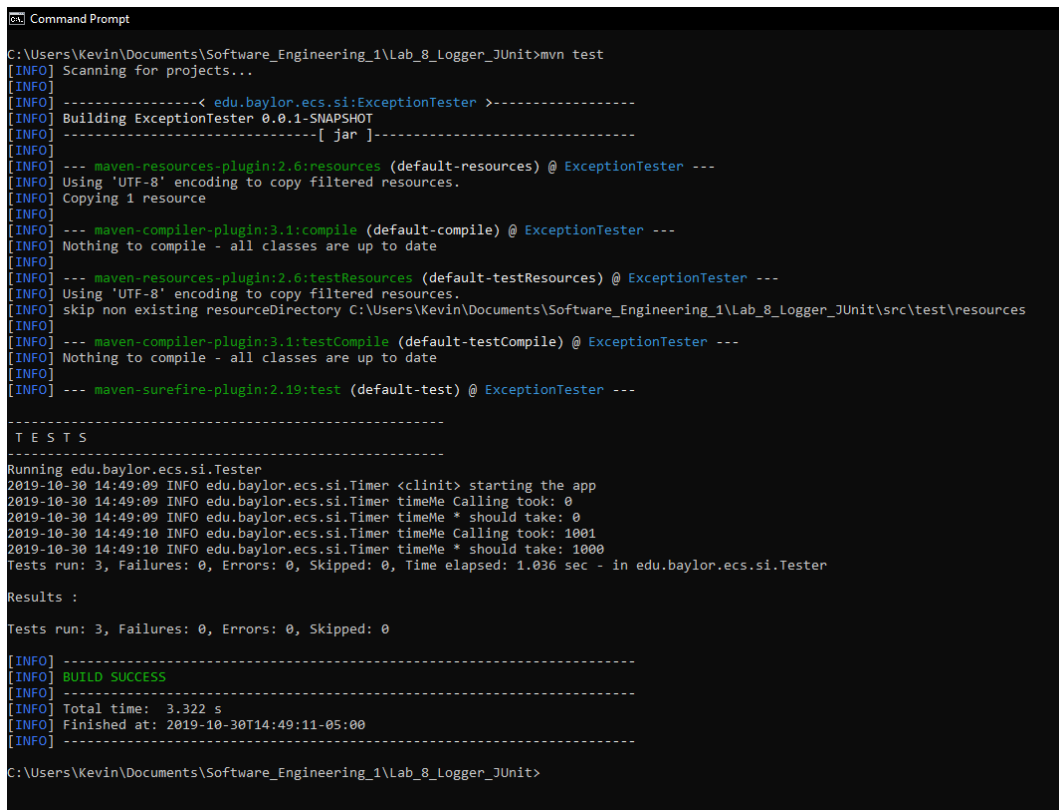 Command Prompt
C:\Users\Kevin\Documents\Software_Engineering_1\Lab_8_Logger_JUnit>mvn test
[INFO] Scanning for projects...
[INFO]
[INFO] -----------------< edu.baylor.ecs.si:ExceptionTester >------------------
[INFO] Building ExceptionTester 0.0.1-SNAPSHOT
[INFO] --------------------------------[ jar ]---------------------------------
[INFO]
[INFO] --- maven-resources-plugin:2.6:resources (default-resources) @ ExceptionTester ---
[INFO] Using 'UTF-8' encoding to copy filtered resources.
[INFO] Copying 1 resource
[INFO]
[INFO] --- maven-compiler-plugin:3.1:compile (default-compile) @ ExceptionTester ---
[INFO] Nothing to compile - all classes are up to date
[INFO]
[INFO] --- maven-resources-plugin:2.6:testResources (default-testResources) @ ExceptionTester ---
[INFO] Using 'UTF-8' encoding to copy filtered resources.
[INFO] skip non existing resourceDirectory C:\Users\Kevin\Documents\Software_Engineering_1\Lab_8_Logger_JUnit\src\test\resources
[INFO]
[INFO] --- maven-compiler-plugin:3.1:testCompile (default-testCompile) @ ExceptionTester ---
[INFO] Nothing to compile - all classes are up to date
[INFO]
[INFO] --- maven-surefire-plugin:2.19:test (default-test) @ ExceptionTester ---
-------------------------------------------------------
 T E S T S
-------------------------------------------------------
Running edu.baylor.ecs.si.Tester
2019-10-30 14:49:09 INFO edu.baylor.ecs.si.Timer <clinit> starting the app
2019-10-30 14:49:09 INFO edu.baylor.ecs.si.Timer timeMe Calling took: 0
2019-10-30 14:49:09 INFO edu.baylor.ecs.si.Timer timeMe * should take: 0
2019-10-30 14:49:10 INFO edu.baylor.ecs.si.Timer timeMe Calling took: 1001
2019-10-30 14:49:10 INFO edu.baylor.ecs.si.Timer timeMe * should take: 1000
Tests run: 3, Failures: 0, Errors: 0, Skipped: 0, Time elapsed: 1.036 sec - in edu.baylor.ecs.si.Tester
Results :
Tests run: 3, Failures: 0, Errors: 0, Skipped: 0
[INFO] ------------------------------------------------------------------------
[INFO] BUILD SUCCESS
[INFO] ------------------------------------------------------------------------
[INFO] Total time:  3.322 s
[INFO] Finished at: 2019-10-30T14:49:11-05:00
[INFO] ------------------------------------------------------------------------
C:\Users\Kevin\Documents\Software_Engineering_1\Lab_8_Logger_JUnit>